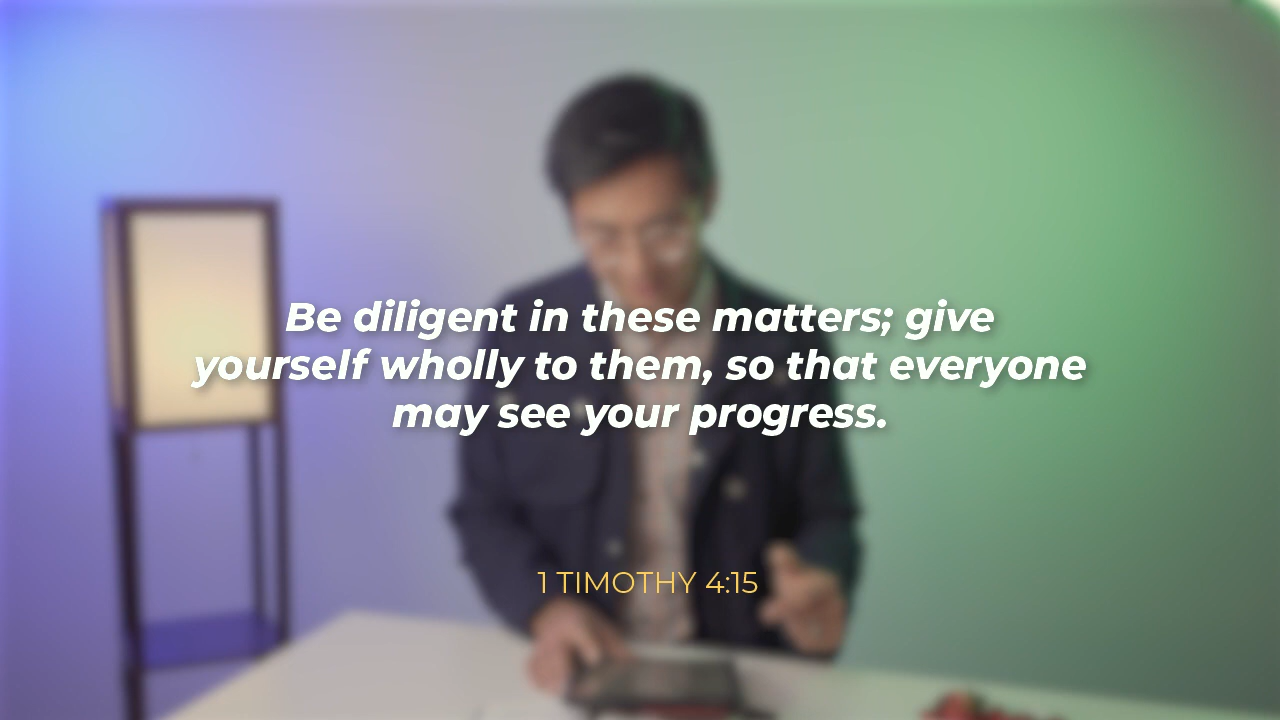 Be diligent in these matters; give
yourself wholly to them, so that everyone
may see your progress.
1 TIMOTHY 4:15